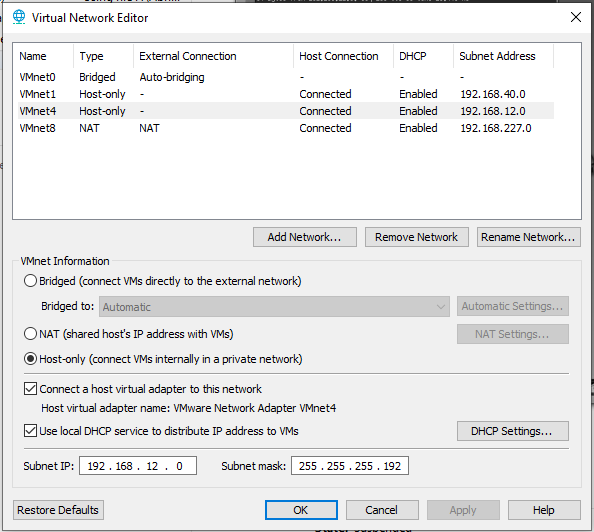 Virtual Network Editor
Name Type External Connection Host Connection DHCP Subnet Address
VMnet0 Bridged Auto-bridging - - -
VMnet1 Host-only - Connected Enabled 192.168.40.0
VMnet4 Host-only - Connected Enabled 192.168.12.0
VMnet8 NAT NAT Connected Enabled 192.168.227.0
Add Network... Remove Network Rename Network...
VMnet Information
Bridged (connect VMs directly to the external network)
Bridged to: Automatic Automatic Settings...
NAT (shared host's IP address with VMs) NAT Settings...
Host-only (connect VMs internally in a private network)
Connect a host virtual adapter to this network
Host virtual adapter name: VMware Network Adapter VMnet4
Use local DHCP service to distribute IP address to VMs DHCP Settings...
Subnet IP: 192 . 168 . 12 . 0 Subnet mask: 255 . 255 . 255 . 192
Restore Defaults OK Cancel Apply Help